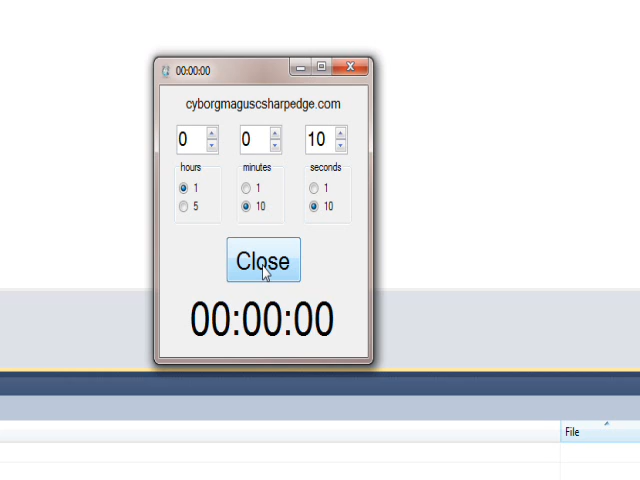 00:00:00
cyborgmaguscsharpedge.com
0 0 10
hours minutes seconds
1 1 1
5 10 10
Close
00:00:00
File